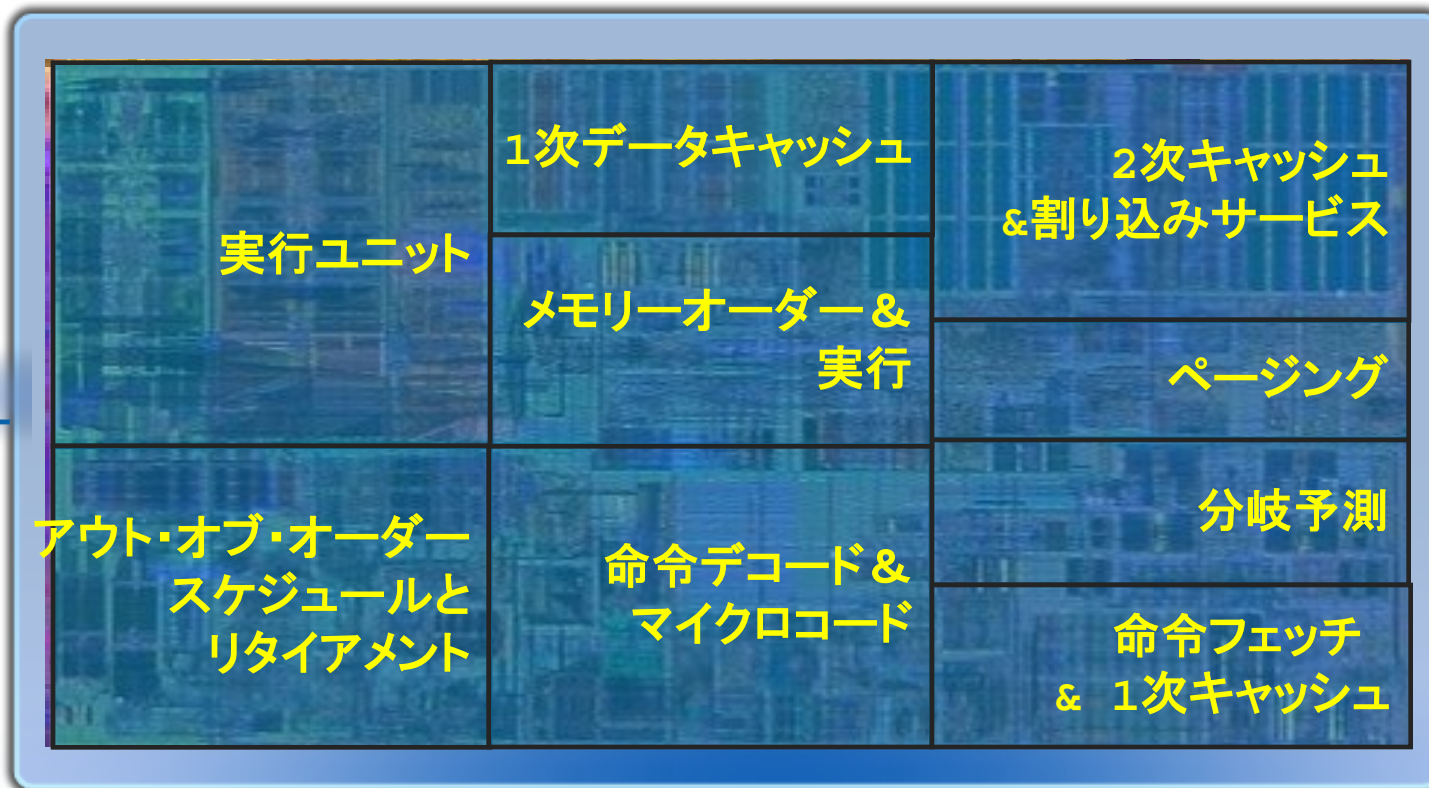 実行ユニット
1次データキャッシュ
メモリーオーダー&
実行
2次キャッシュ
&割り込みサービス
ページング
分岐予測
アウト・オブ・オーダー
スケジュールと
リタイアメント
命令デコード&
マイクロコード
命令フェッチ
& 1次キャッシュ